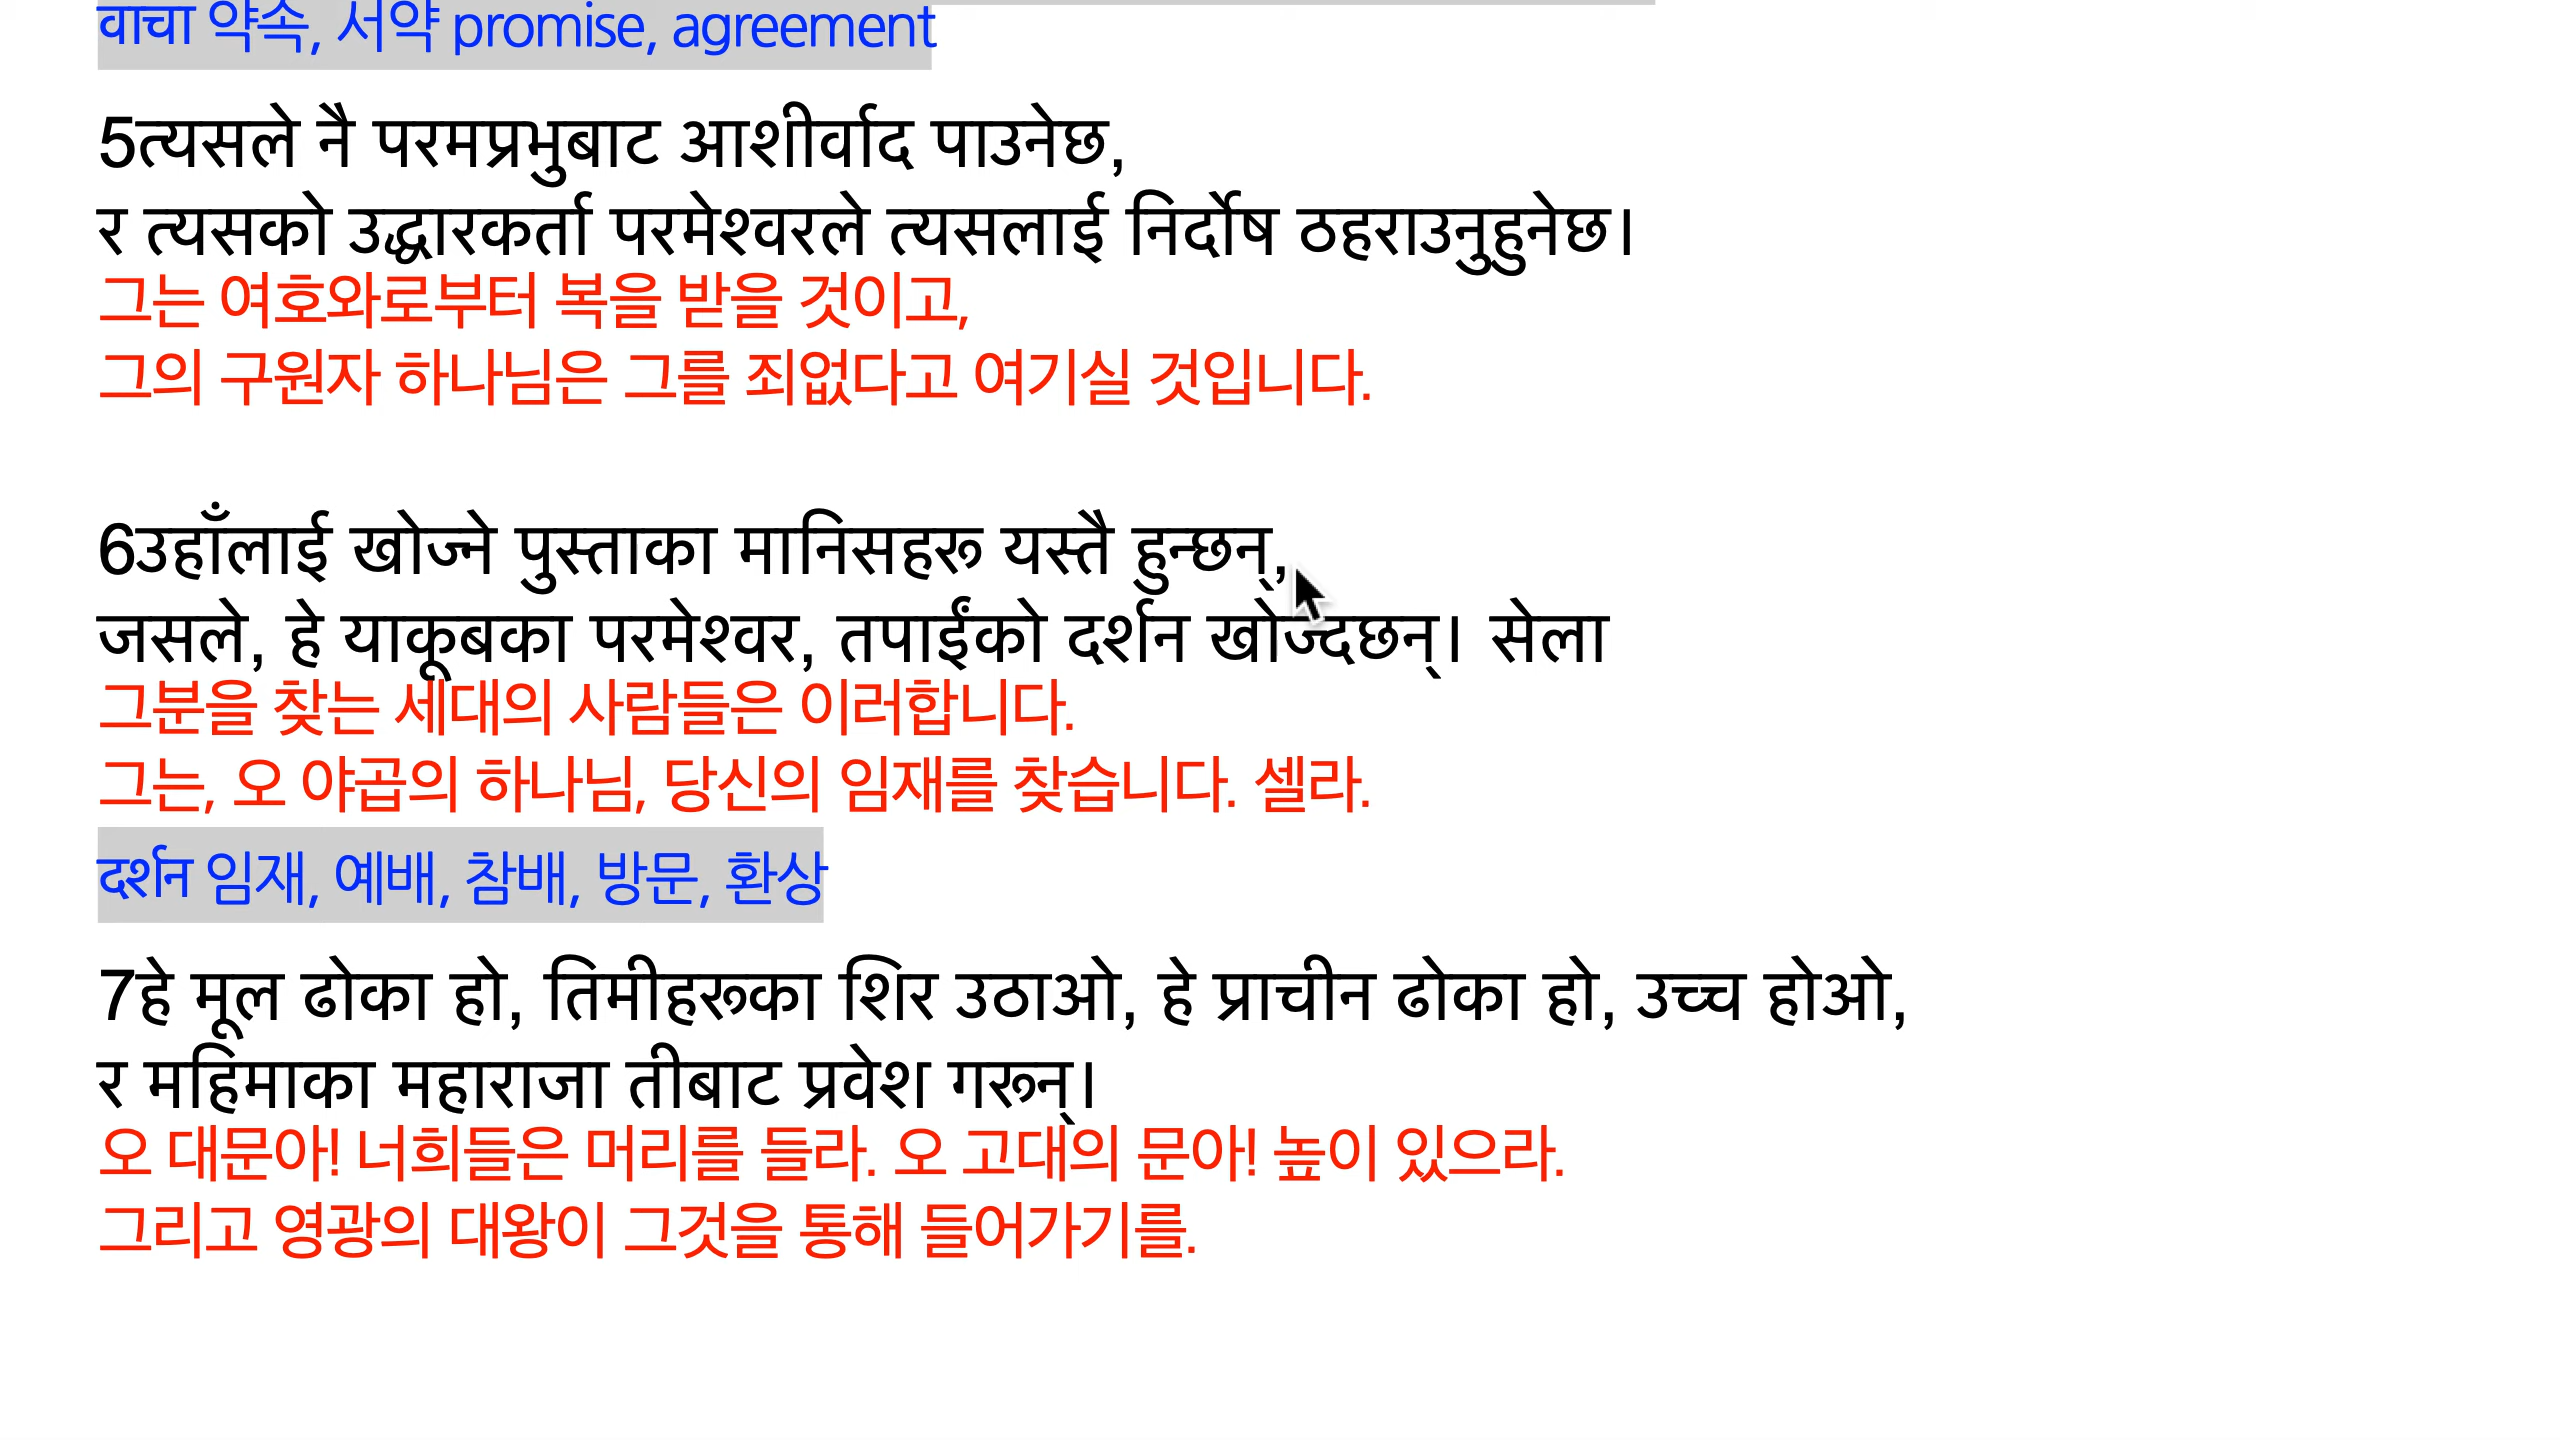 वाचा 약속, 서약 promise, agreement
5त्यसले नै परमप्रभुबाट आशीर्वाद पाउनेछ,
र त्यसको उद्धारकर्ता परमेश्‍वरले त्यसलाई निर्दोष ठहराउनुहुनेछ।
그는 여호와로부터 복을 받을 것이고,
그의 구원자 하나님은 그를 죄없다고 여기실 것입니다.
6उहाँलाई खोज्ने पुस्ताका मानिसहरू यस्तै हुन्छन्,
जसले, हे याकूबका परमेश्‍वर, तपाईंको दर्शन खोज्दछन्। सेला
그분을 찾는 세대의 사람들은 이러합니다.
그는, 오 야곱의 하나님, 당신의 임재를 찾습니다. 셀라.
दर्शन 임재, 예배, 참배, 방문, 환상
7हे मूल ढोका हो, तिमीहरूका शिर उठाओ, हे प्राचीन ढोका हो, उच्‍च होओ,
र महिमाका महाराजा तीबाट प्रवेश गरून्।
오 대문아! 너희들은 머리를 들라. 오 고대의 문아! 높이 있으라.
그리고 영광의 대왕이 그것을 통해 들어가기를.